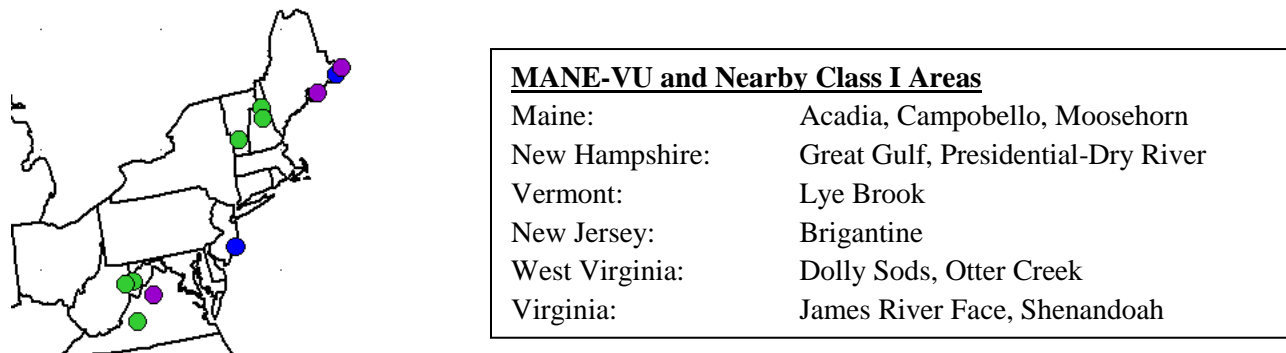 MANE-VU and Nearby Class I Areas
Maine: Acadia, Campobello, Moosehorn
New Hampshire: Great Gulf, Presidential-Dry River
Vermont: Lye Brook
New Jersey: Brigantine
West Virginia: Dolly Sods, Otter Creek
Virginia: James River Face, Shenandoah